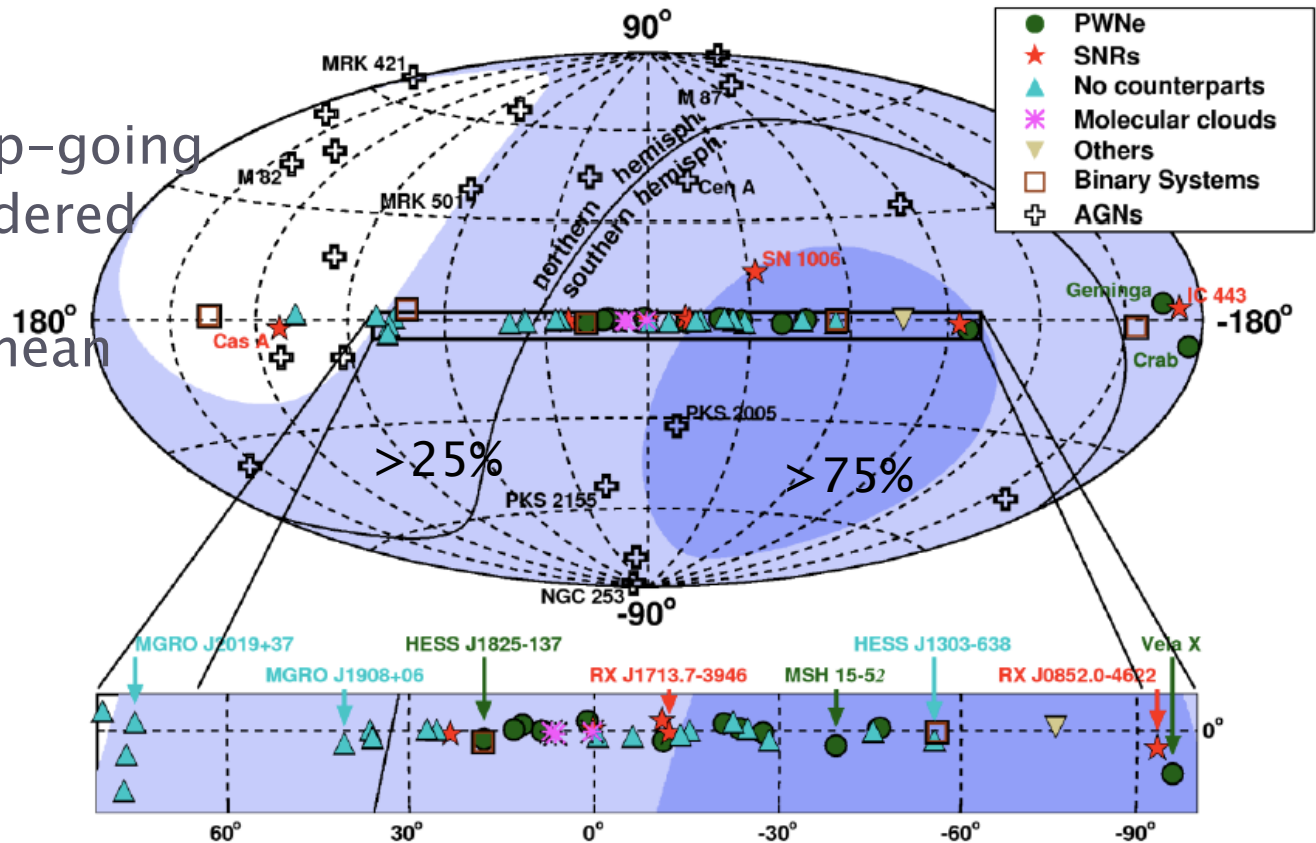 90°
PWNe
SNRs
No counterparts
Molecular clouds
Others
Binary Systems
AGNs
MRK 421
M 87
p-going
M 82
dered
MRK 501
hemisph.
hemisph.
northern
southern
Cen A
SN 1006
Geminga
IC 443
180°
-180°
Cas A
mean
Crab
PKS 2005
>25%
>75%
PKS 2155
NGC 253
-90°
MGRO J2019+37
HESS J1825-137
HESS J1303-638
Vela X
MGRO J1908+06
RX J1713.7-3946
MSH 15-52
RX J0852.0-4622
0°
60°
30°
0°
-30°
-60°
-90°